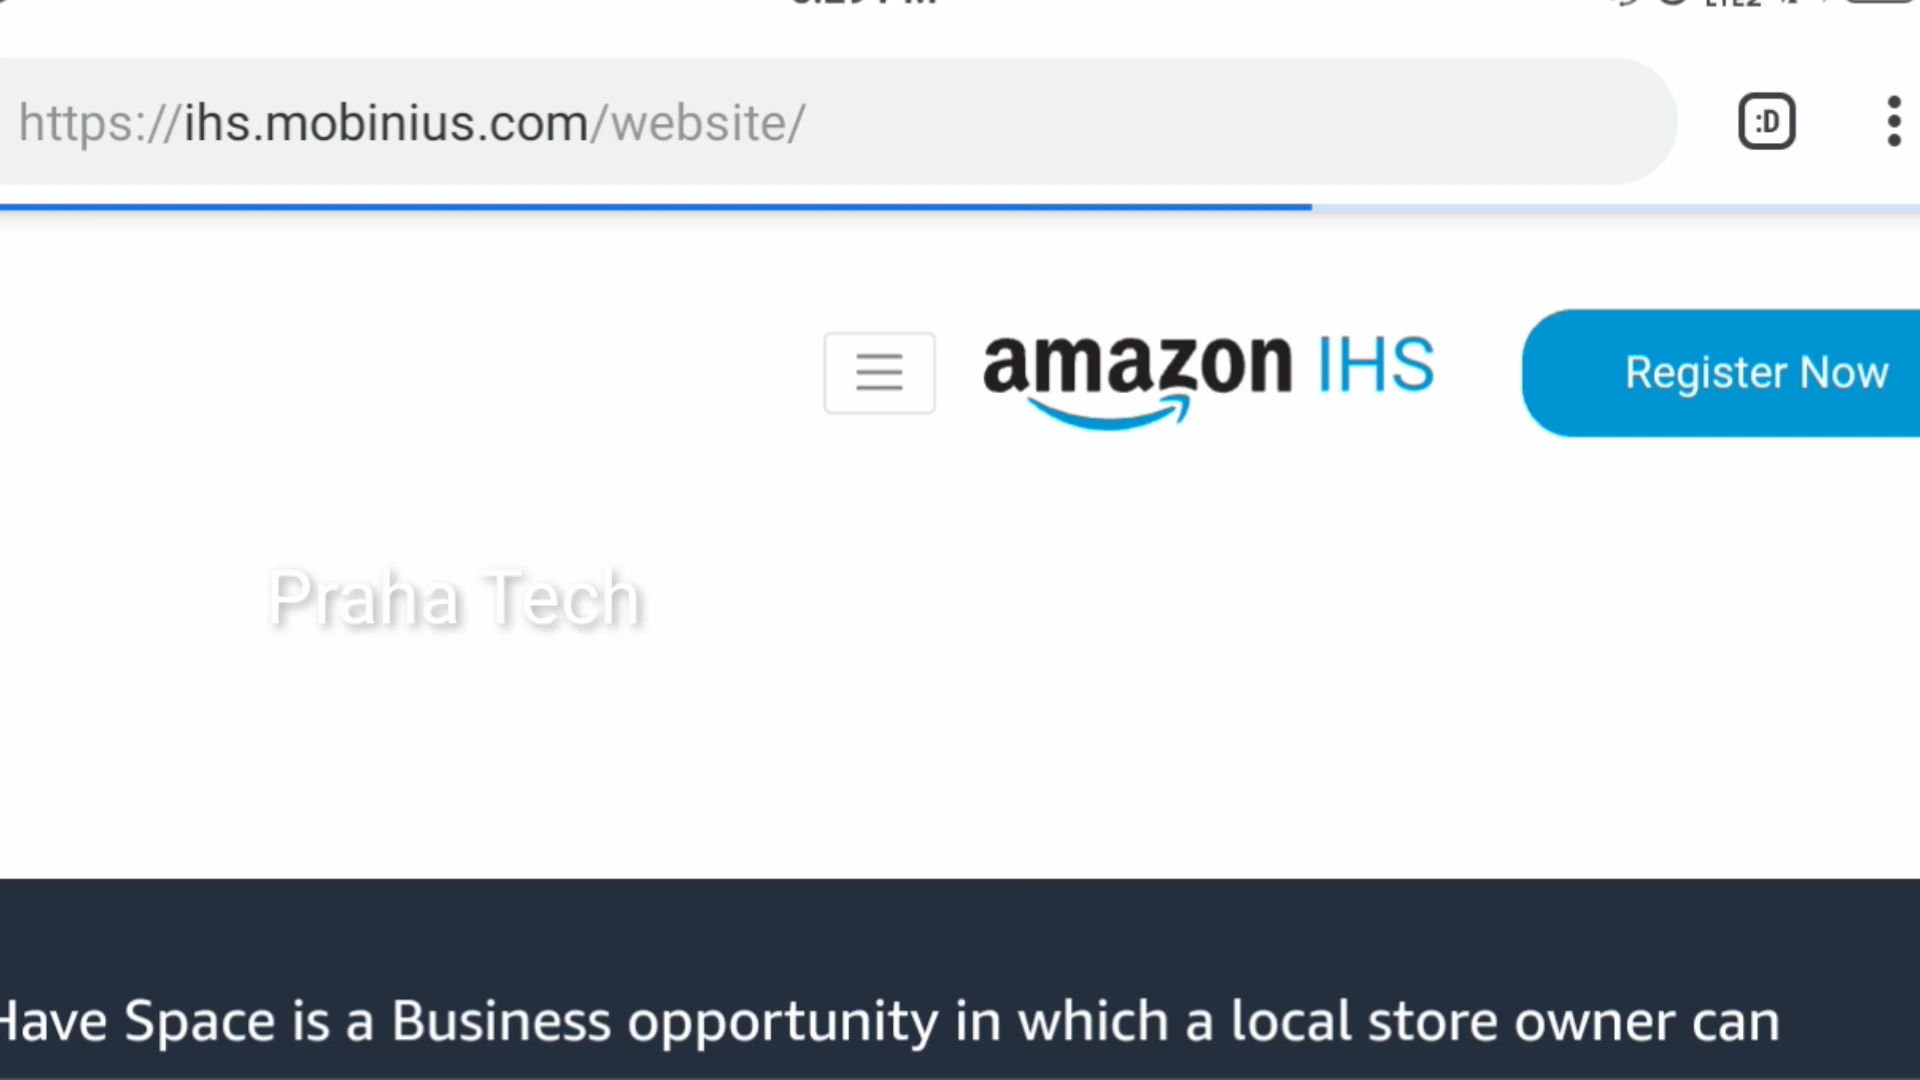 https://ihs.mobinius.com/website/
:D
amazon IHS
Register Now
Praha Tech
Have Space is a Business opportunity in which a local store owner can